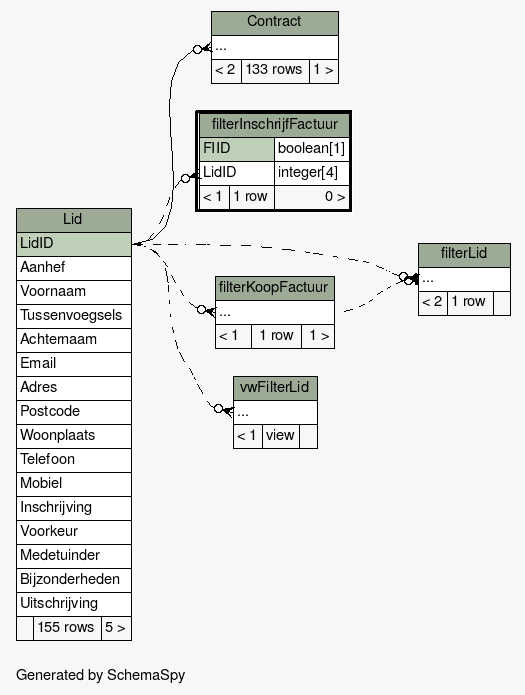 Contract
...
< 2 133 rows 1 >
filterInschrijfFactuur
FIID boolean[1]
LidID integer[4]
< 1 1 row 0 >
Lid
LidID
Aanhef
Voornaam
Tussenvoegsels
Achternaam
Email
Adres
Postcode
Woonplaats
Telefoon
Mobiel
Inschrijving
Voorkeur
Medetuinder
Bijzonderheden
Uitschrijving
155 rows 5 >
filterLid
...
< 2 1 row
filterKoopFactuur
...
< 1 1 row 1 >
vwFilterLid
...
< 1 view
Generated by SchemaSpy